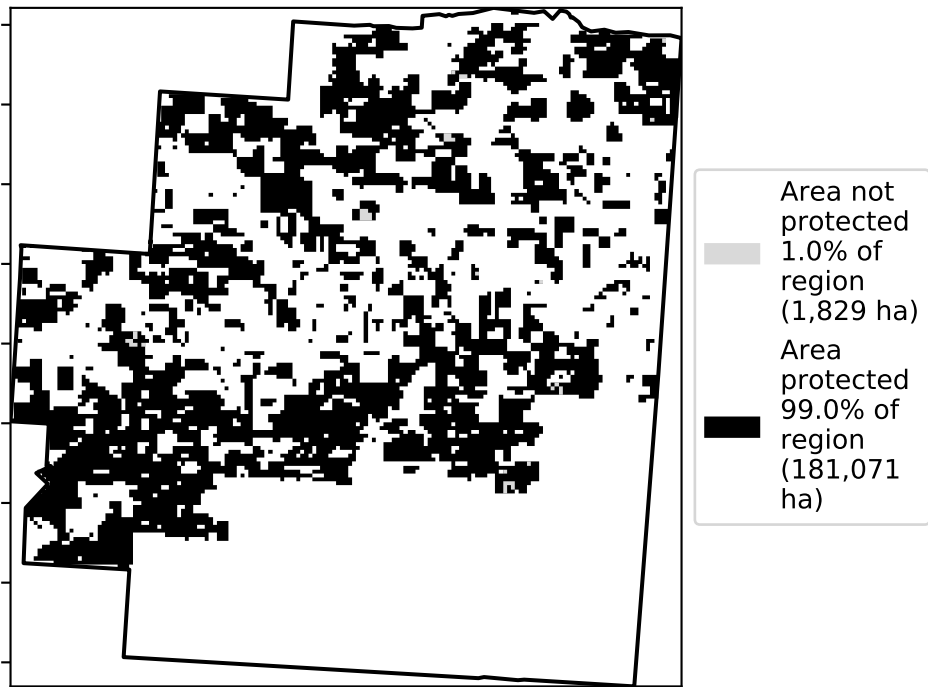 Area not
protected
1.0% of
region
(1,829 ha)
Area
protected
99.0% of
region
(181,071
ha)